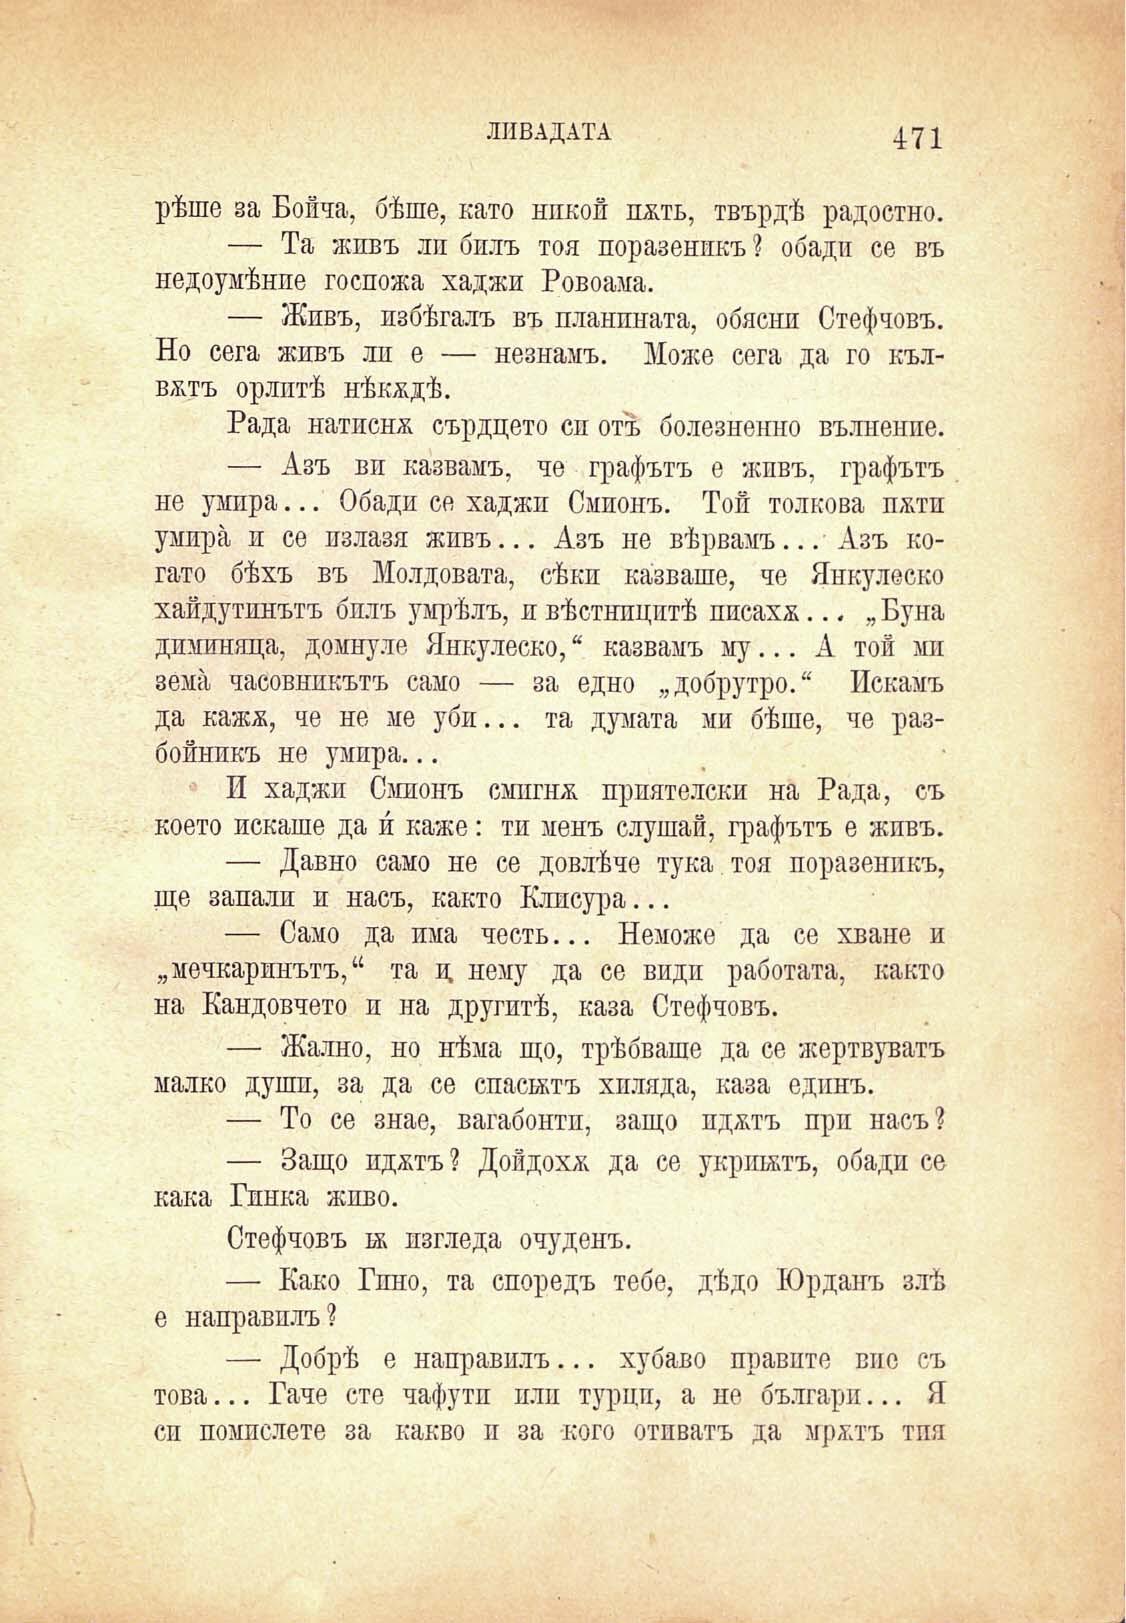 ЛИВАДАТА 471
рѣше за Бойча, бѣше, като никой пѫть, твърдѣ радостно.
— Та живъ ли билъ тоя поразеникъ? обади се въ
недоумѣние госпожа хаджи Ровоама.
— Живъ, избѣгалъ въ планината, обясни Стефчовъ.
Но сега живъ ли е — незнамъ. Може сега да го къл-
вѫтъ орлитѣ нѣкѫдѣ.
Рада натиснѫ сърдцето си отъ болезненно вълнение.
— Азъ ви казвамъ, че графътъ е живъ, графътъ
не умира... Обади се хаджи Смионъ. Той толкова пѫти
умира̀ и се излазя живъ... Азъ не вѣрвамъ... Азъ ко-
гато бѣхъ въ Молдовата, сѣки казваше, че Янкулеско
хайдутинътъ билъ умрѣлъ, и вѣстницитѣ писахѫ... „Буна
диминяца, домнуле Янкулеско,“ казвамъ му... А той ми
зема̀ часовникътъ само — за едно „добрутро.“ Искамъ
да кажѫ, че не ме уби... та думата ми бѣше, че раз-
бойникъ не умира...
И хаджи Смионъ смигнѫ приятелски на Рада, съ
което искаше да ѝ каже: ти менъ слушай, графътъ е живъ.
— Давно само не се довлѣче тука тоя поразеникъ,
ще запали и насъ, както Клисура...
— Само да има честь... Неможе да се хване и
„мечкаринътъ,“ та и нему да се види работата, както
на Кандовчето и на другитѣ, каза Стефчовъ.
— Жално, но нѣма що, трѣбваше да се жертвуватъ
малко души, за да се спасѭтъ хиляда, каза единъ.
— То се знае, вагабонти, защо идѫтъ при насъ?
— Защо идѫтъ? Дойдохѫ да се укриѭтъ, обади се
кака Гинка живо.
Стефчовъ ѭ изгледа очуденъ.
— Како Гино, та споредъ тебе, дѣдо Юрданъ злѣ
е направилъ?
— Добрѣ е направилъ... хубаво правите вие съ
това... Гаче сте чафути или турци, а не българи... Я
си помислете за какво и за кого отиватъ да мрѫтъ тия